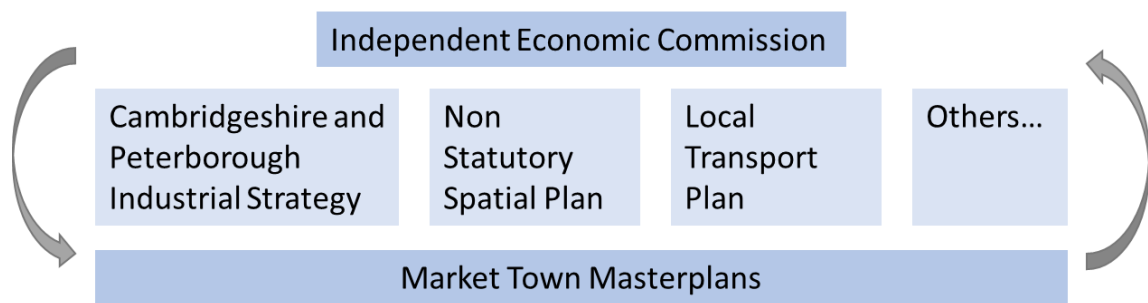 Independent Economic Commission
Cambridgeshire and
Peterborough
Industrial Strategy
Non
Statutory
Spatial Plan
Local
Transport
Plan
Others…
Market Town Masterplans